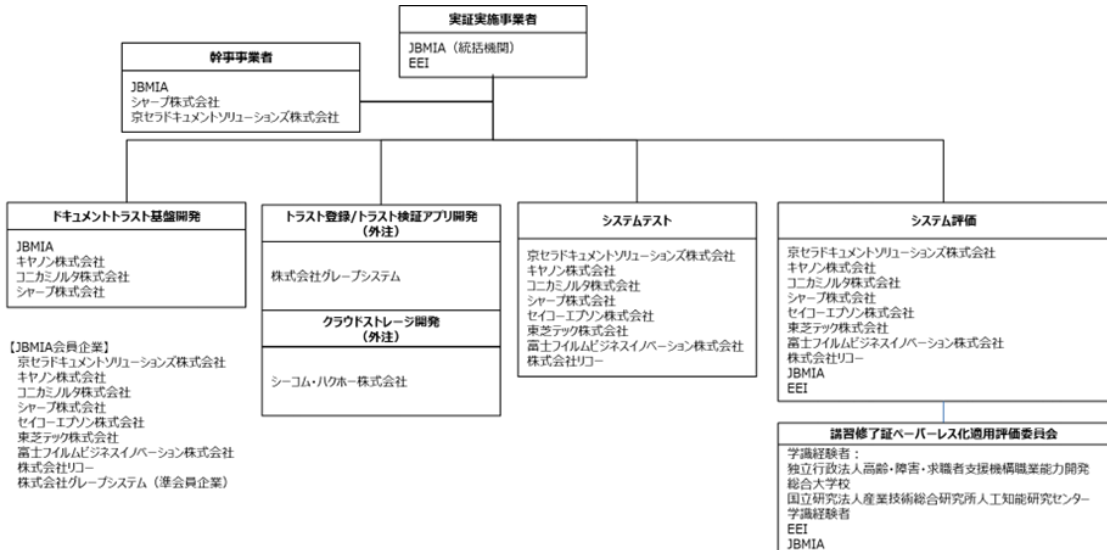 実証実施事業者
JBMIA（統括機関）
EEI
幹事事業者
JBMIA
シャープ株式会社
京セラドキュメントソリューションズ株式会社
ドキュメントトラスト基盤開発
JBMIA
キヤノン株式会社
コニカミノルタ株式会社
シャープ株式会社
【JBMIA会員企業】
京セラドキュメントソリューションズ株式会社
キヤノン株式会社
コニカミノルタ株式会社
シャープ株式会社
セイコーエプソン株式会社
東芝テック株式会社
富士フイルムビジネスイノベーション株式会社
株式会社リコー
株式会社グレープシステム（準会員企業）
トラスト登録/トラスト検証アプリ開発
（外注）
株式会社グレープシステム
クラウドストレージ開発
（外注）
シーコム・ハクホー株式会社
システムテスト
京セラドキュメントソリューションズ株式会社
キヤノン株式会社
コニカミノルタ株式会社
シャープ株式会社
セイコーエプソン株式会社
東芝テック株式会社
富士フイルムビジネスイノベーション株式会社
株式会社リコー
システム評価
京セラドキュメントソリューションズ株式会社
キヤノン株式会社
コニカミノルタ株式会社
シャープ株式会社
セイコーエプソン株式会社
東芝テック株式会社
富士フイルムビジネスイノベーション株式会社
株式会社リコー
JBMIA
EEI
講習修了証ペーパーレス化適用評価委員会
学識経験者：
独立行政法人高齢・障害・求職者支援機構職業能力開発
総合大学校
国立研究法人産業技術総合研究所人工知能研究センター
学識経験者
EEI
JBMIA